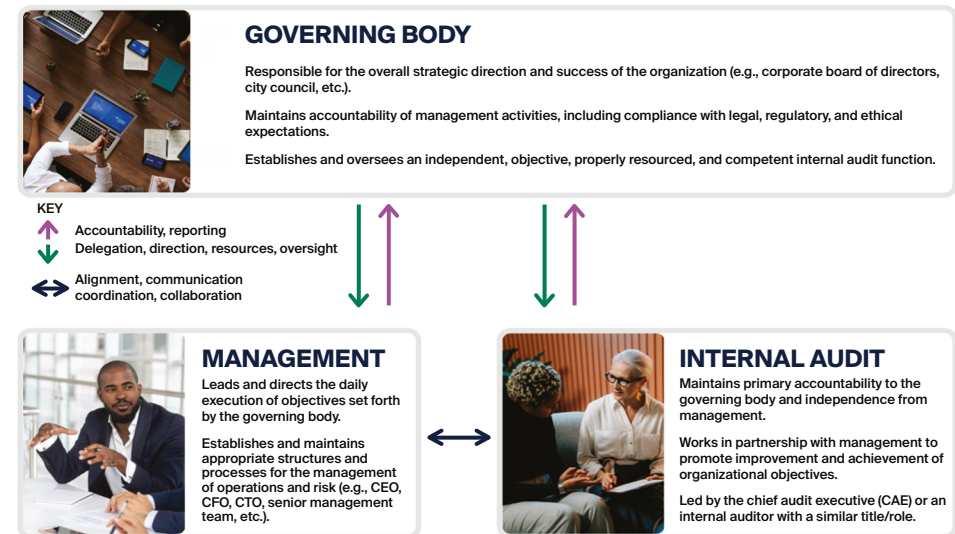 GOVERNING BODY
Responsible for the overall strategic direction and success of the organization (e.g., corporate board of directors,
city council, etc.).
Maintains accountability of management activities, including compliance with legal, regulatory, and ethical
expectations.
Establishes and oversees an independent, objective, properly resourced, and competent internal audit function.
KEY
Accountability, reporting
Delegation, direction, resources, oversight
Alignment, communication
coordination, collaboration
MANAGEMENT
Leads and directs the daily
execution of objectives set forth
by the governing body.
Establishes and maintains
appropriate structures and
processes for the management
of operations and risk (e.g., CEO,
CFO, CTO, senior management
team, etc.).
INTERNAL AUDIT
Maintains primary accountability to the
governing body and independence from
management.
Works in partnership with management to
promote improvement and achievement of
organizational objectives.
Led by the chief audit executive (CAE) or an
internal auditor with a similar title/role.